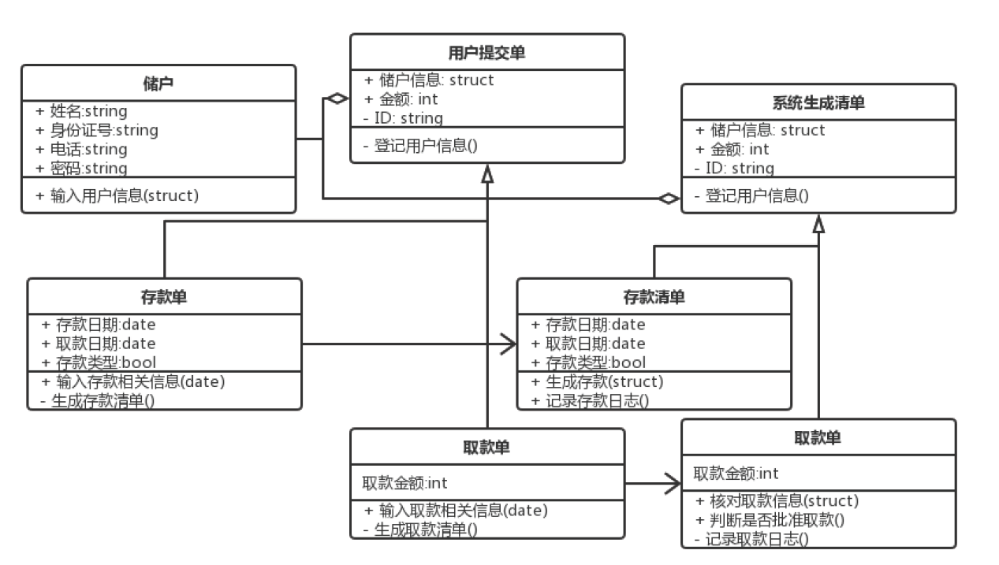 用户提交单
+ 储户信息: struct
+ 金额: int
- ID: string
- 登记用户信息()
储户
+ 姓名:string
+ 身份证号:string
+ 电话:string
+ 密码:string
+ 输入用户信息(struct)
系统生成清单
+ 储户信息: struct
+ 金额: int
- ID: string
- 登记用户信息()
存款单
+ 存款日期:date
+ 取款日期:date
+ 存款类型:bool
+ 输入存款相关信息(date)
- 生成存款清单()
存款清单
+ 存款日期:date
+ 取款日期:date
+ 存款类型:bool
+ 生成存款(struct)
+ 记录存款日志()
取款单
取款金额:int
+ 输入取款相关信息(date)
- 生成取款清单()
取款单
取款金额:int
+ 核对取款信息(struct)
+ 判断是否批准取款()
- 记录取款日志()